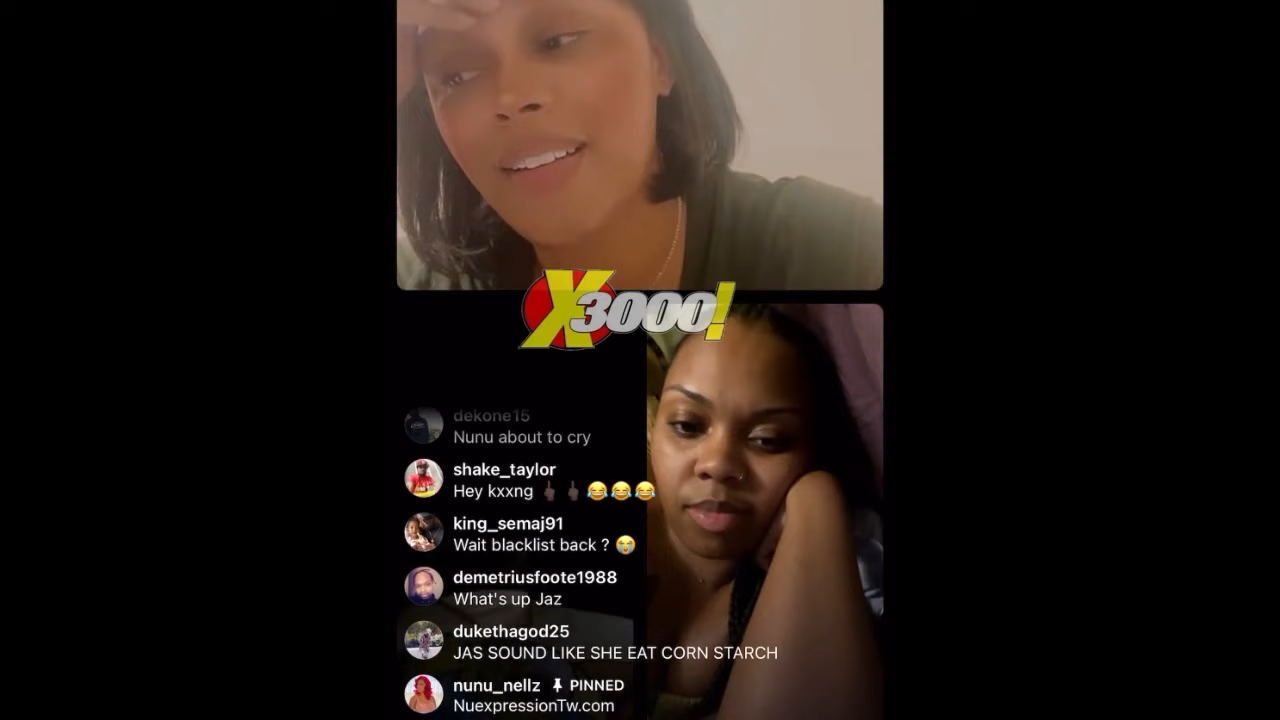 X3000!
dekone15
Nunu about to cry
shake_taylor
Hey kxxng 🖕🏿🖕🏿😂😂😂
king_semaj91
Wait blacklist back ? 😭
demetriusfoote1988
What's up Jaz
dukethagod25
JAS SOUND LIKE SHE EAT CORN STARCH
nunu_nellz PINNED
NuexpressionTw.com